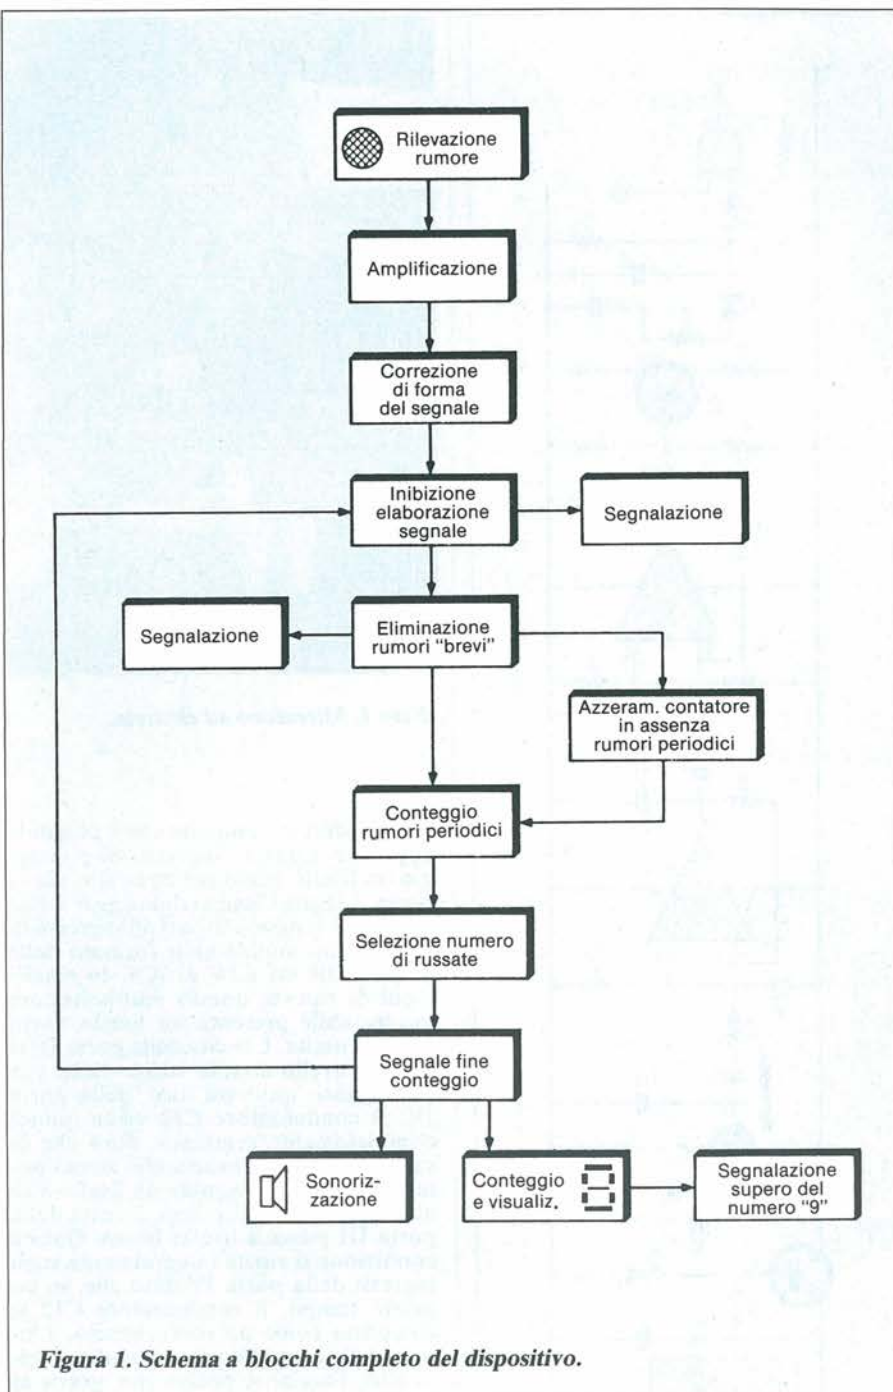 Rilevazione
rumore
Amplificazione
Correzione
di forma
del segnale
Inibizione
elaborazione
segnale
Segnalazione
Segnalazione
Eliminazione
rumori "brevi"
Azzeram. contatore
in assenza
rumori periodici
Conteggio
rumori periodici
Selezione numero
di russate
Segnale fine
conteggio
Sonoriz-
zazione
Conteggio
e visualiz.
Segnalazione
supero del
numero "9"
Figura 1. Schema a blocchi completo del dispositivo.